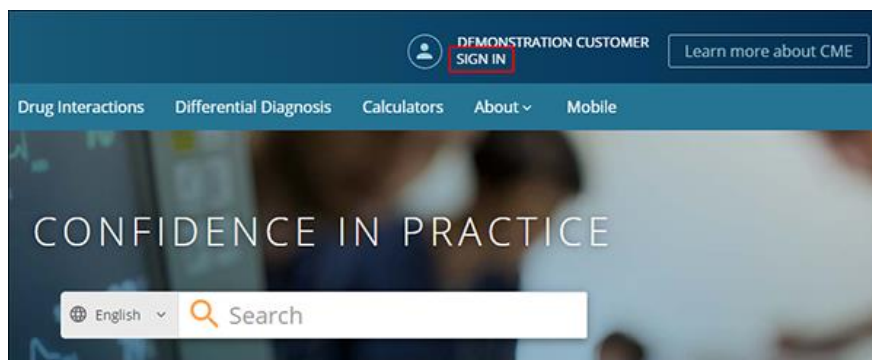 DEMONSTRATION CUSTOMER
SIGN IN
Learn more about CME
Drug Interactions Differential Diagnosis Calculators About Mobile
CONFIDENCE IN PRACTICE
English Search